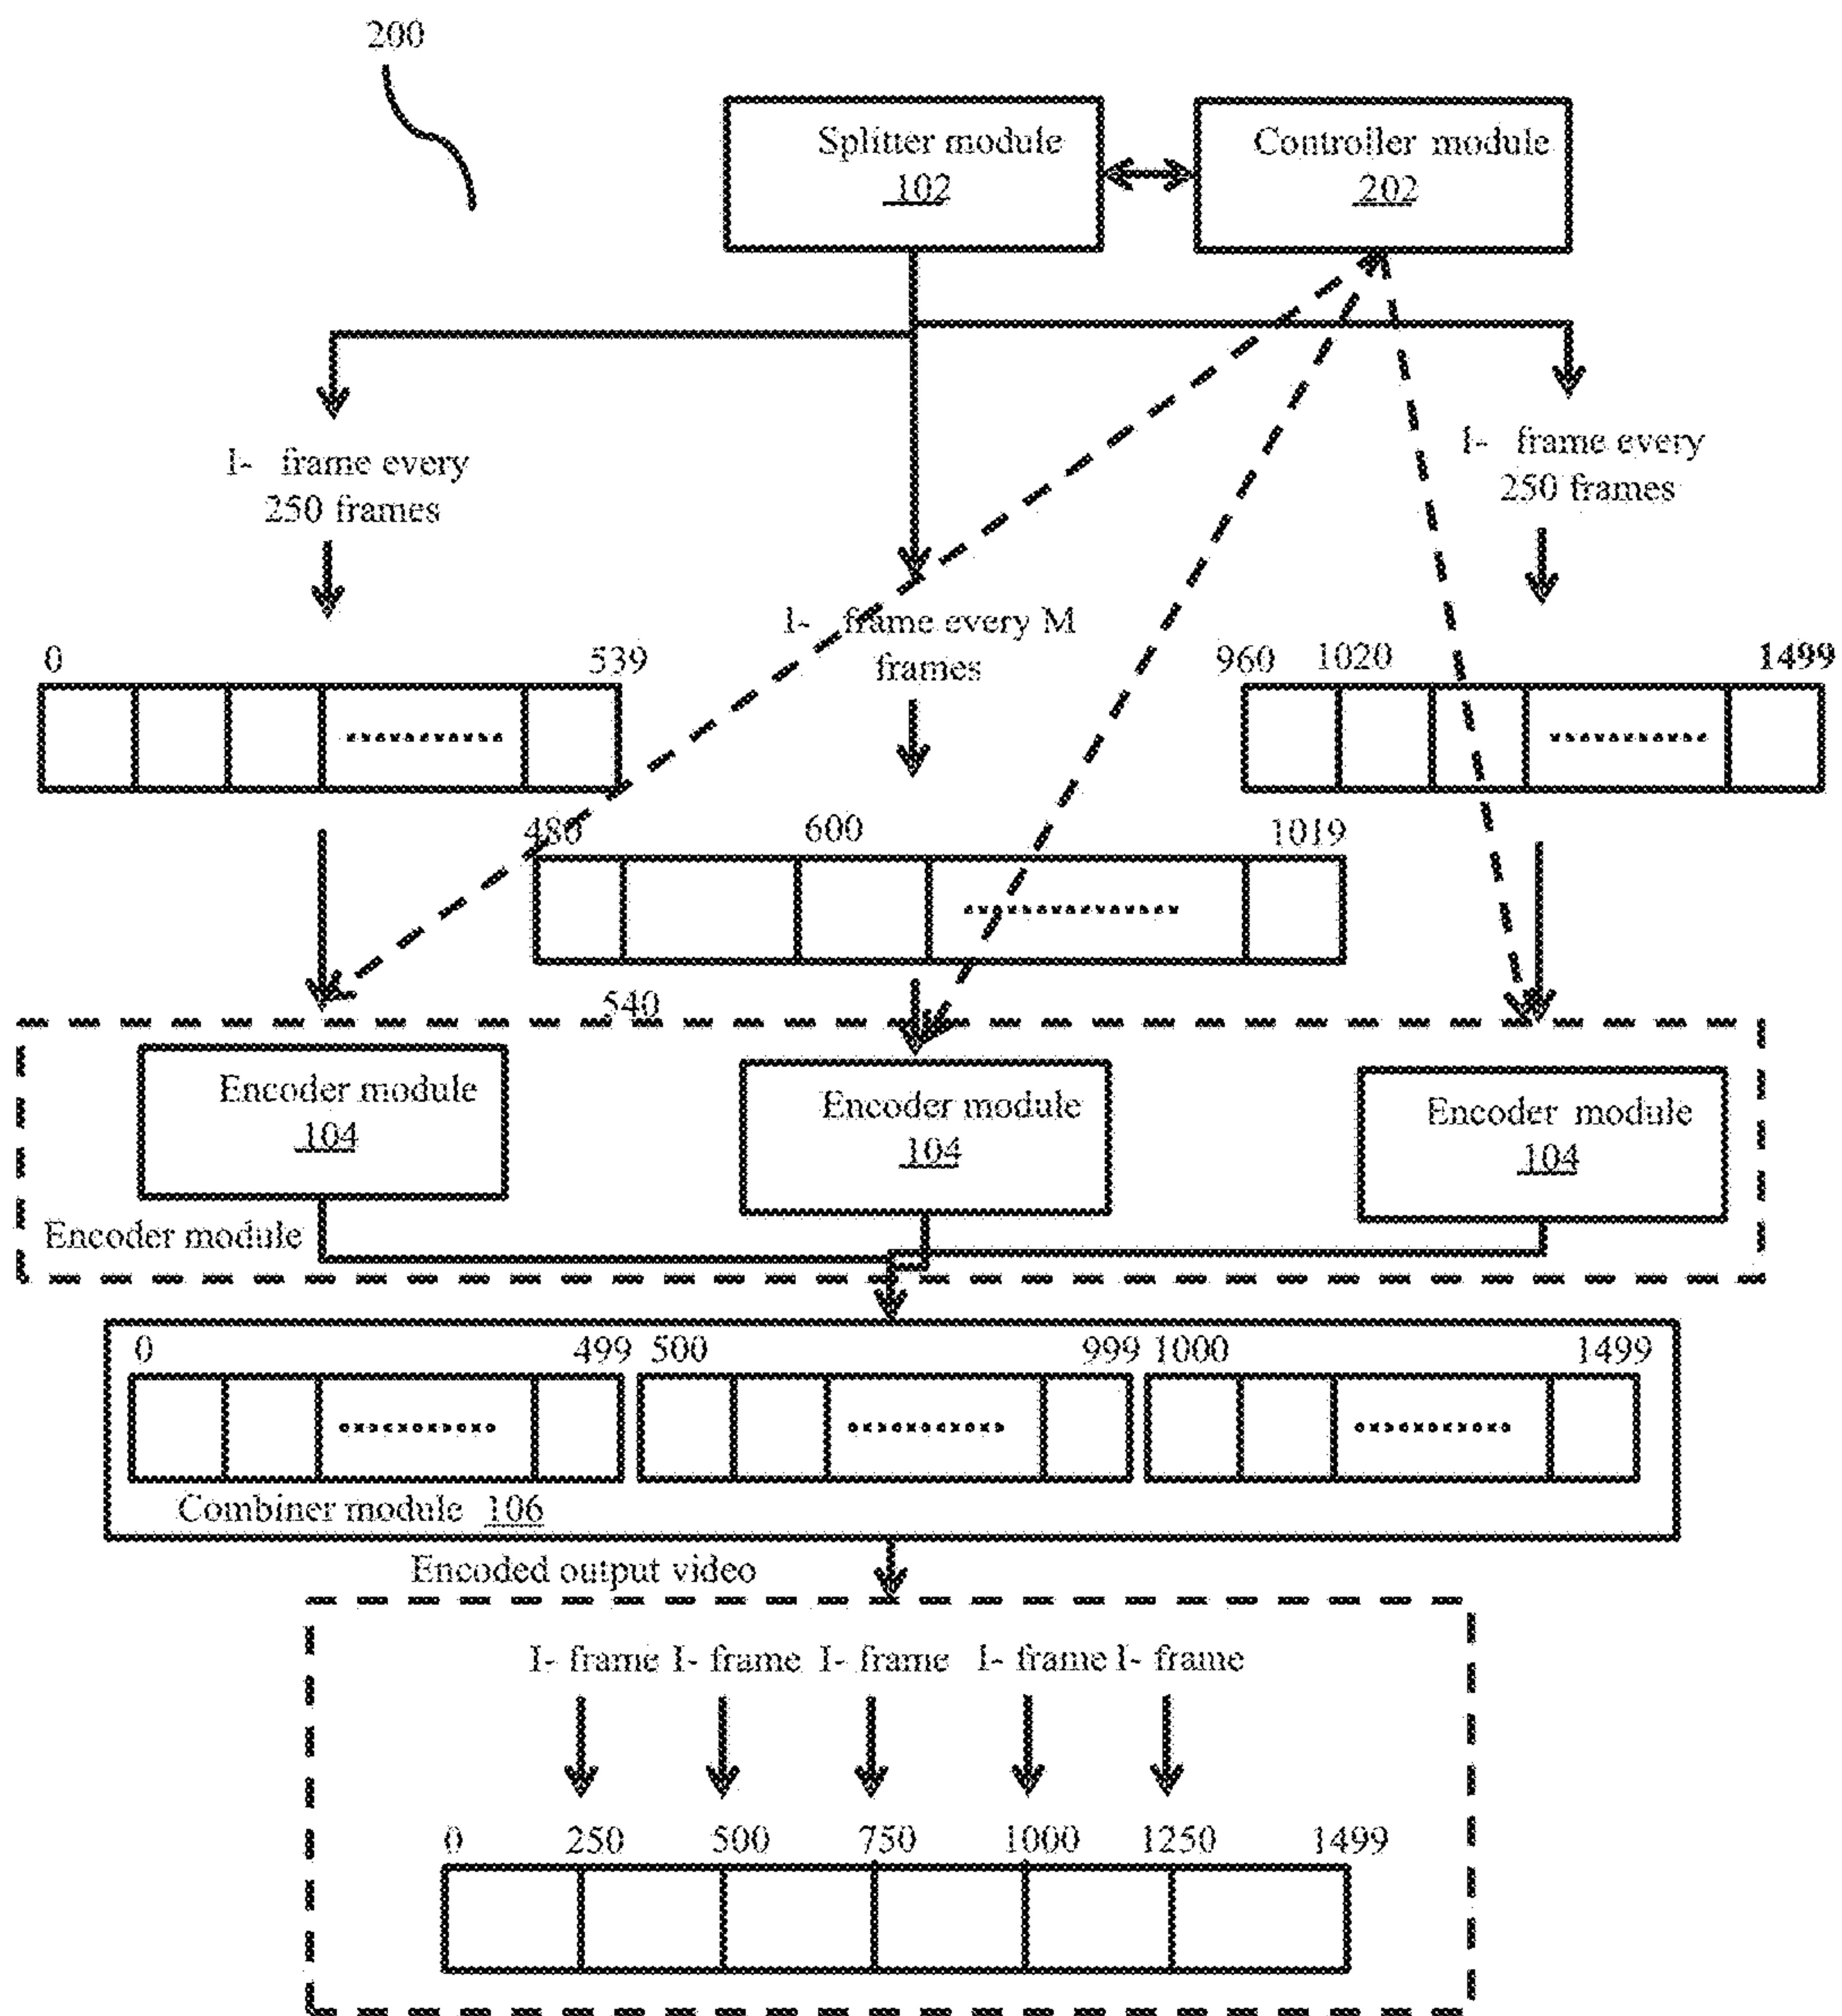 200
Splitter module
102
Controller module
202
I- frame every
250 frames
I- frame every
250 frames
I- frame every M
frames
0 539
960 1020 1499
480 600 1019
540
Encoder module
104
Encoder module
104
Encoder module
104
Encoder module
0 499 500 999 1000 1499
Combiner module 106
Encoded output video
I- frame I- frame I- frame I- frame I- frame
0 250 500 750 1000 1250 1499